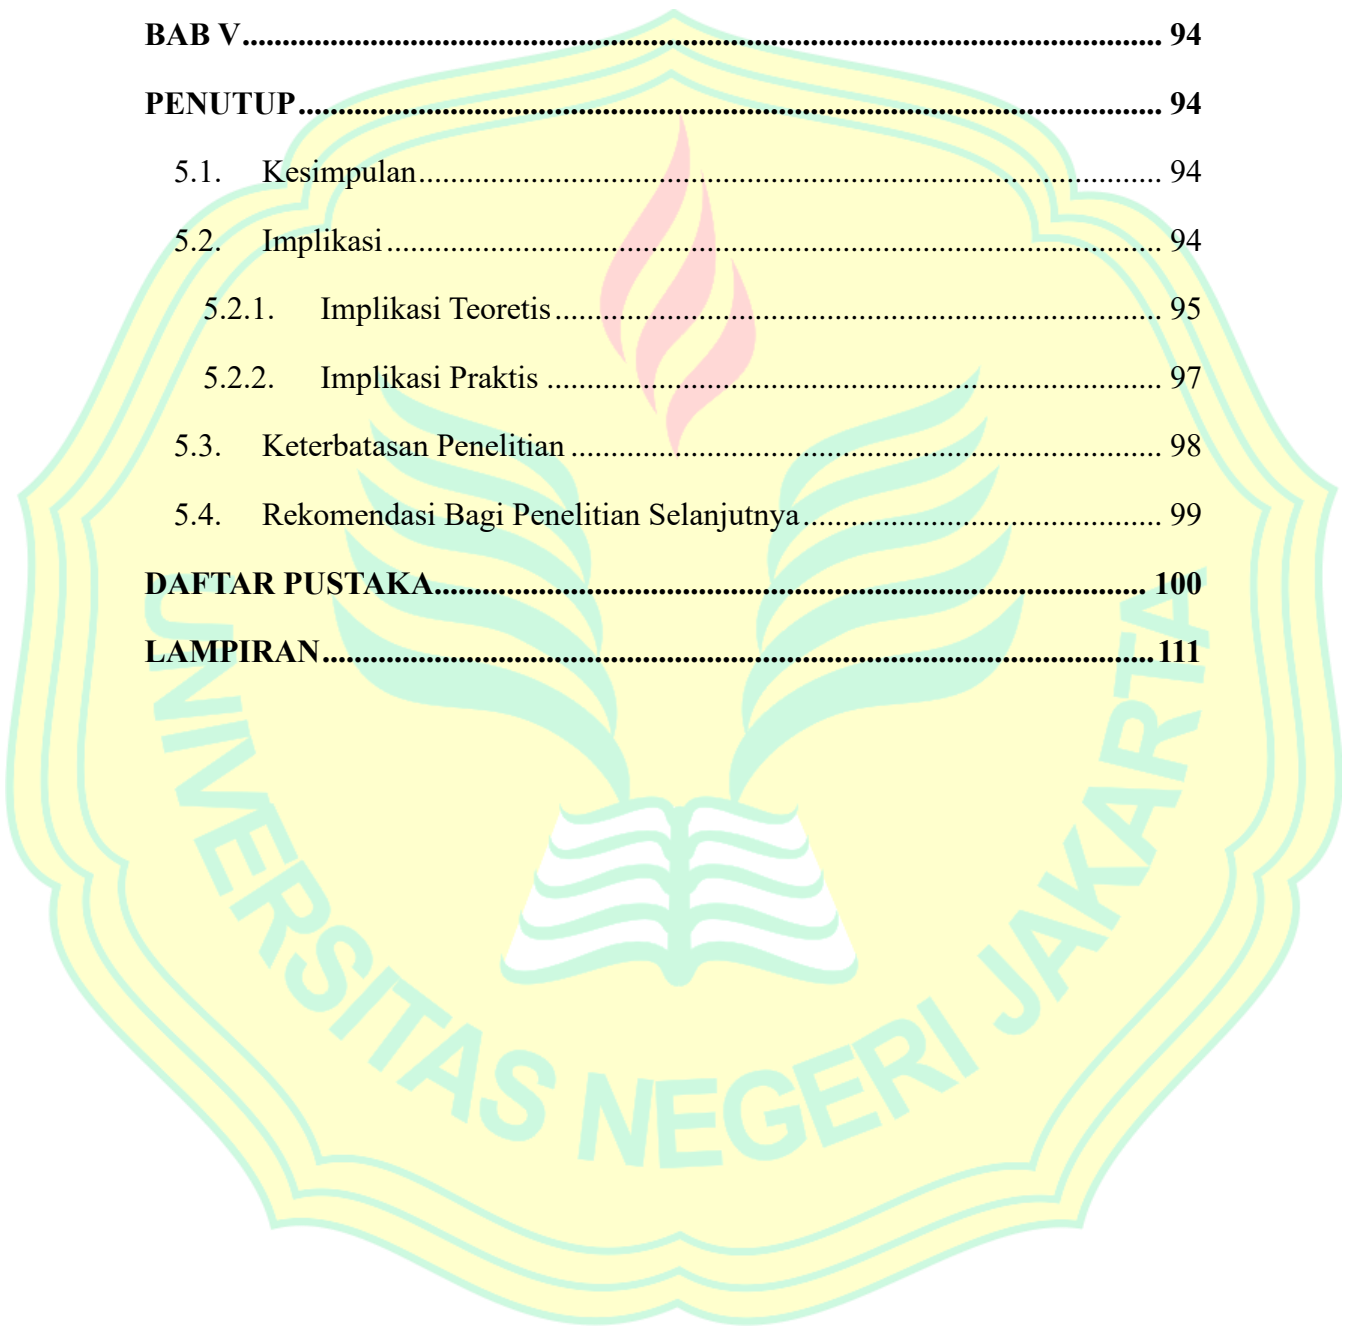 BAB V.......................................................................................................... 94
PENUTUP.................................................................................................... 94
5.1. Kesimpulan............................................................................................ 94
5.2. Implikasi................................................................................................ 94
5.2.1. Implikasi Teoretis............................................................................ 95
5.2.2. Implikasi Praktis.............................................................................. 97
5.3. Keterbatasan Penelitian......................................................................... 98
5.4. Rekomendasi Bagi Penelitian Selanjutnya............................................. 99
DAFTAR PUSTAKA.................................................................................. 100
LAMPIRAN................................................................................................ 111
UNIVERSITAS NEGERI JAKARTA